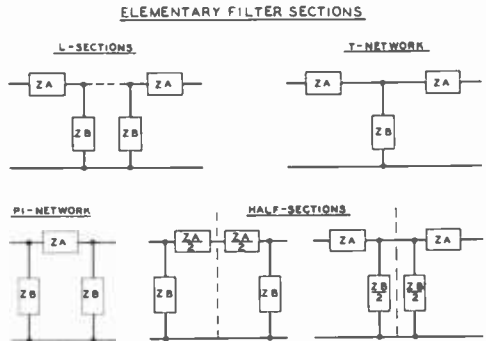 ELEMENTARY FILTER SECTIONS
L-SECTIONS
T-NETWORK
ZA ZA ZA ZA
ZB ZB ZB
PI-NETWORK
HALF-SECTIONS
ZA ZA/2 ZA/2 ZA ZA
ZB ZB ZB ZB ZB/2 ZB/2